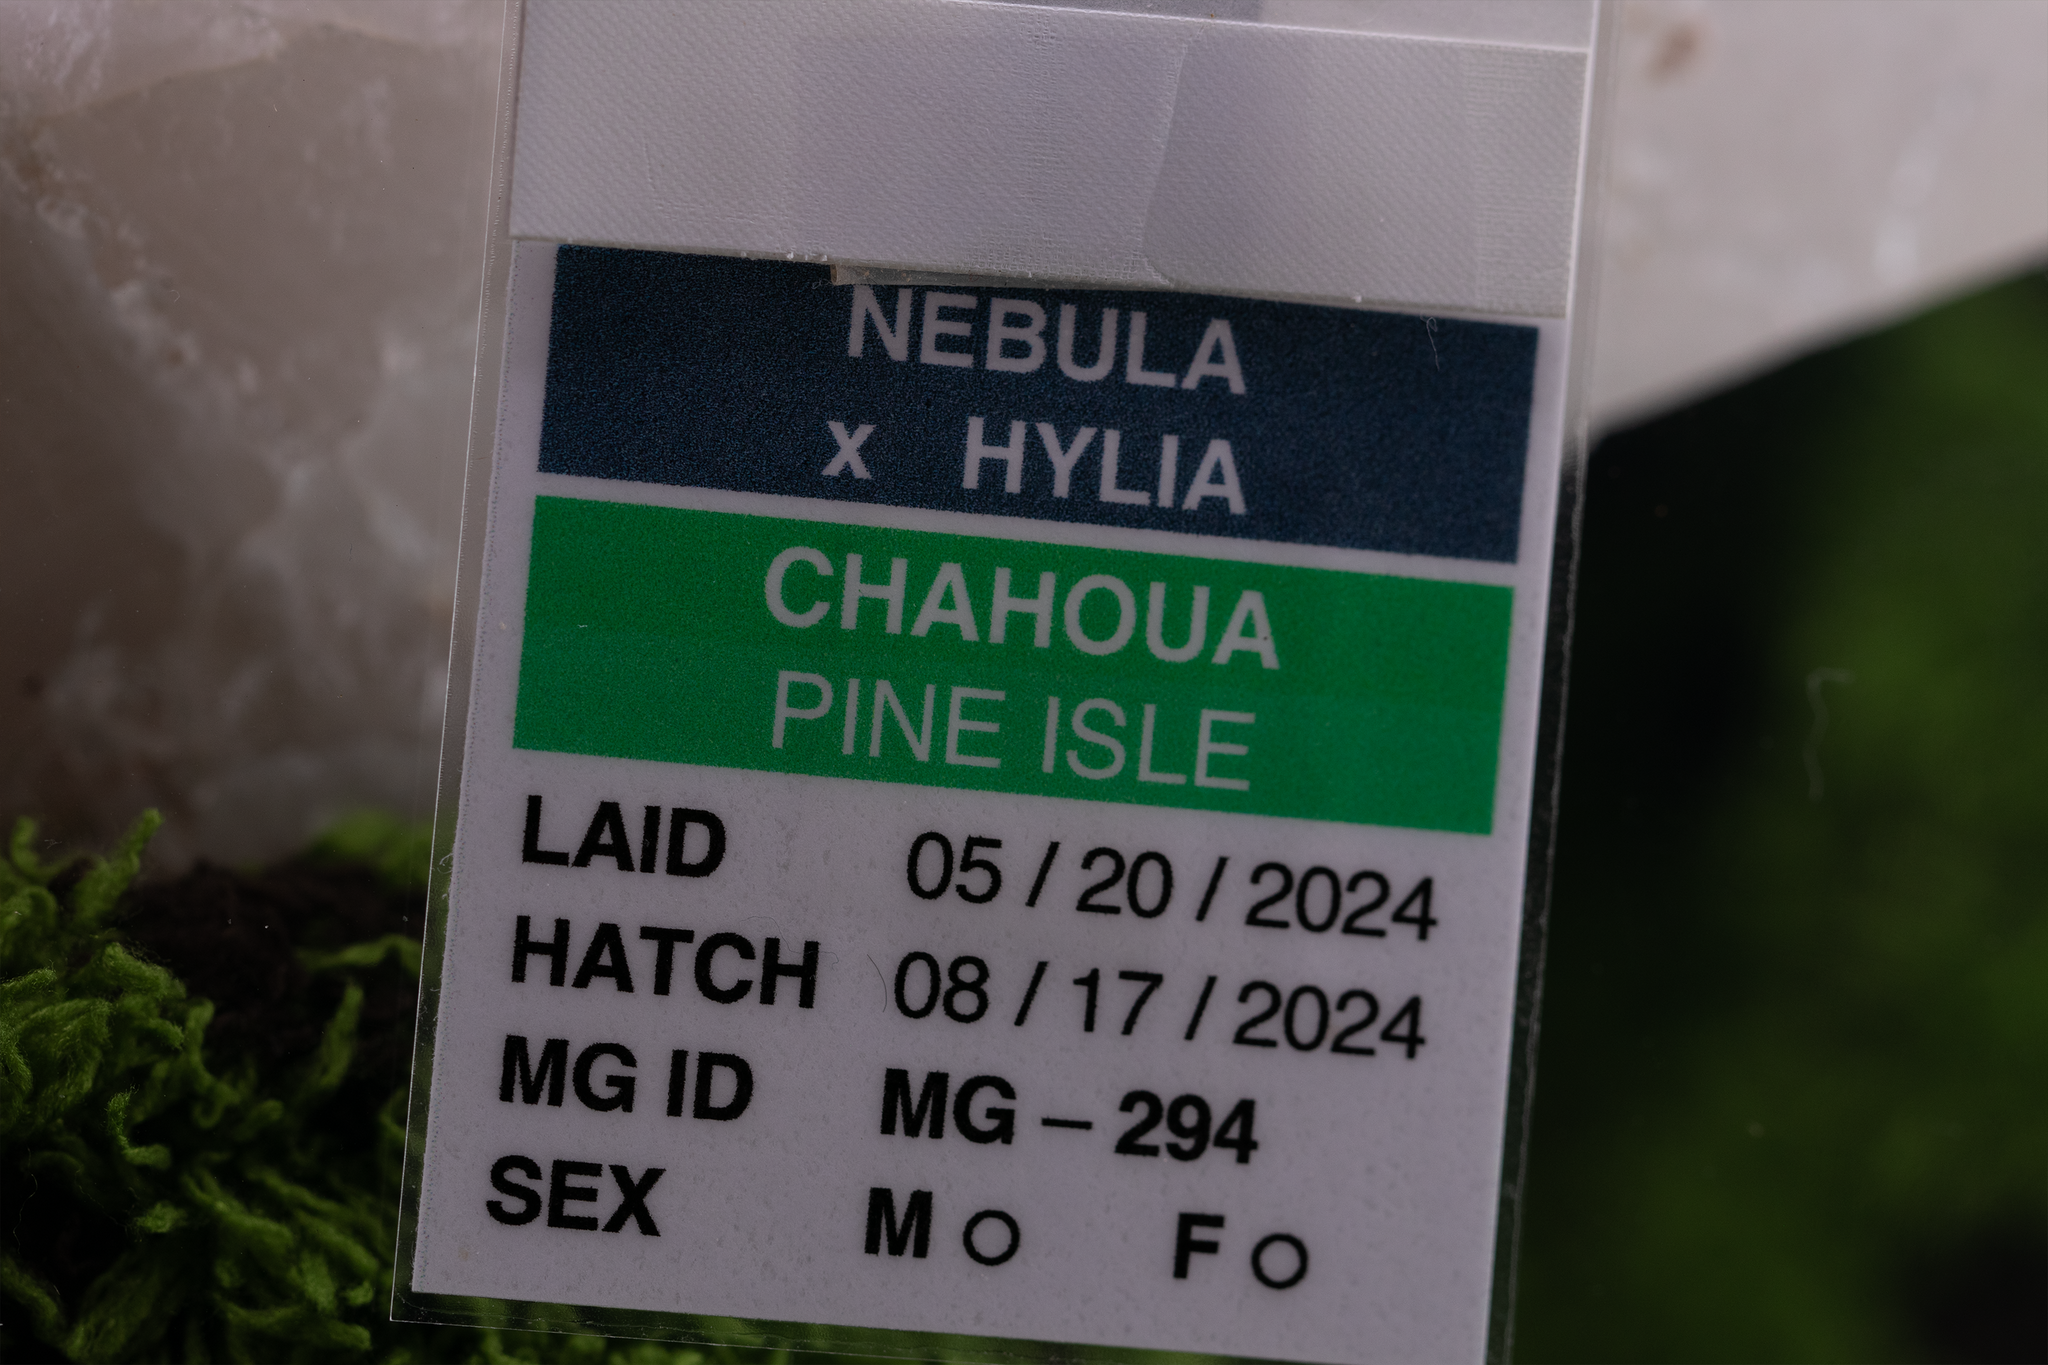 NEBULA
x HYLIA
CHAHOUA
PINE ISLE
LAID 05 / 20 / 2024
HATCH 08 / 17 / 2024
MG ID MG – 294
SEX M O F O